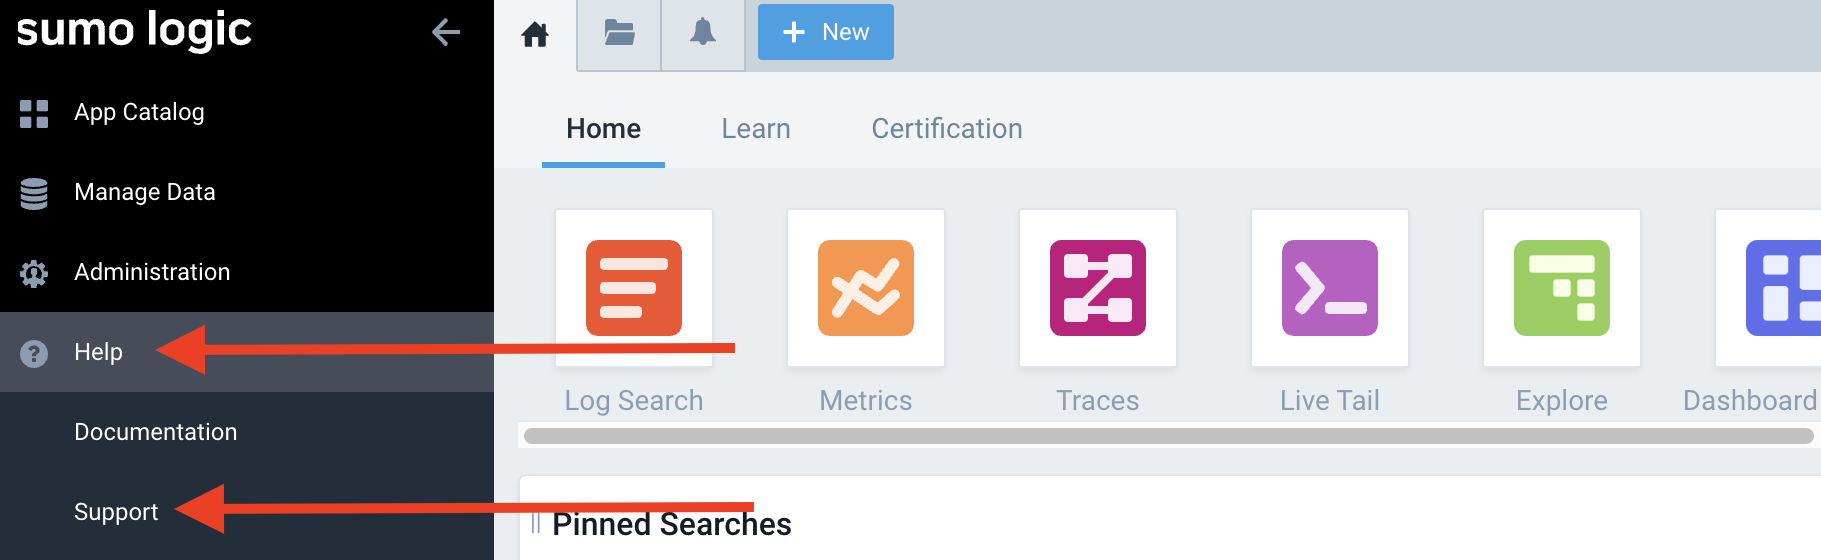 sumo logic
App Catalog
Manage Data
Administration
Help
Documentation
Support
New
Home
Learn
Certification
Log Search
Metrics
Traces
Live Tail
Explore
Dashboard
Pinned Searches